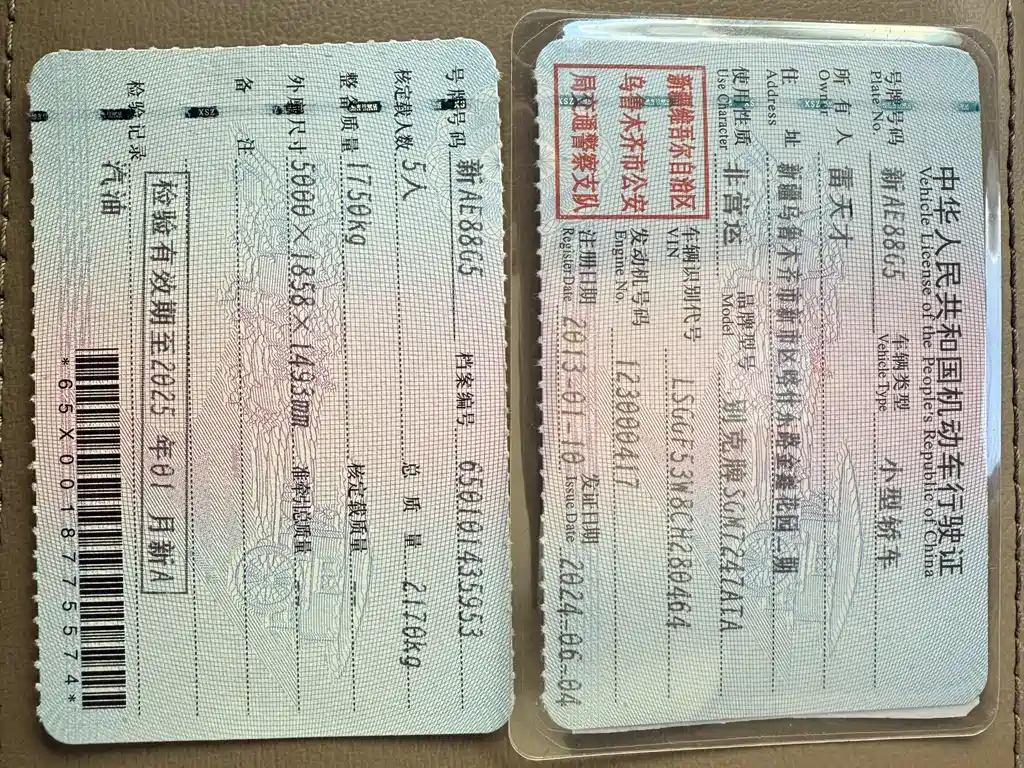 中华人民共和国机动车行驶证
Vehicle License of the People's Republic of China
号牌号码 新AE88G5 车辆类型 小型轿车
Plate No. Vehicle Type
所有人 雷天才
Owner
住址 新疆乌鲁木齐市新市区喀什东路金鑫花园一期
Address
使用性质 非营运 品牌型号 别克牌SGM7247ATA
Use Character Model
新疆维吾尔自治区
乌鲁木齐市公安
局交通警察支队
车辆识别代号 LSGGF53W8CH280464
VIN
发动机号码 123000417
Engine No.
注册日期 2013-01-10 发证日期 2024-06-04
Register Date Issue Date
号牌号码 新AE88G5 档案编号 650101435953
核定载人数 5人 总质量 2170kg
整备质量 1750kg 核定载质量
外廓尺寸 5000×1858×1493mm 准牵引总质量
备注
检验有效期至2025年01月新A
检验记录
汽油
*65X0018775574*